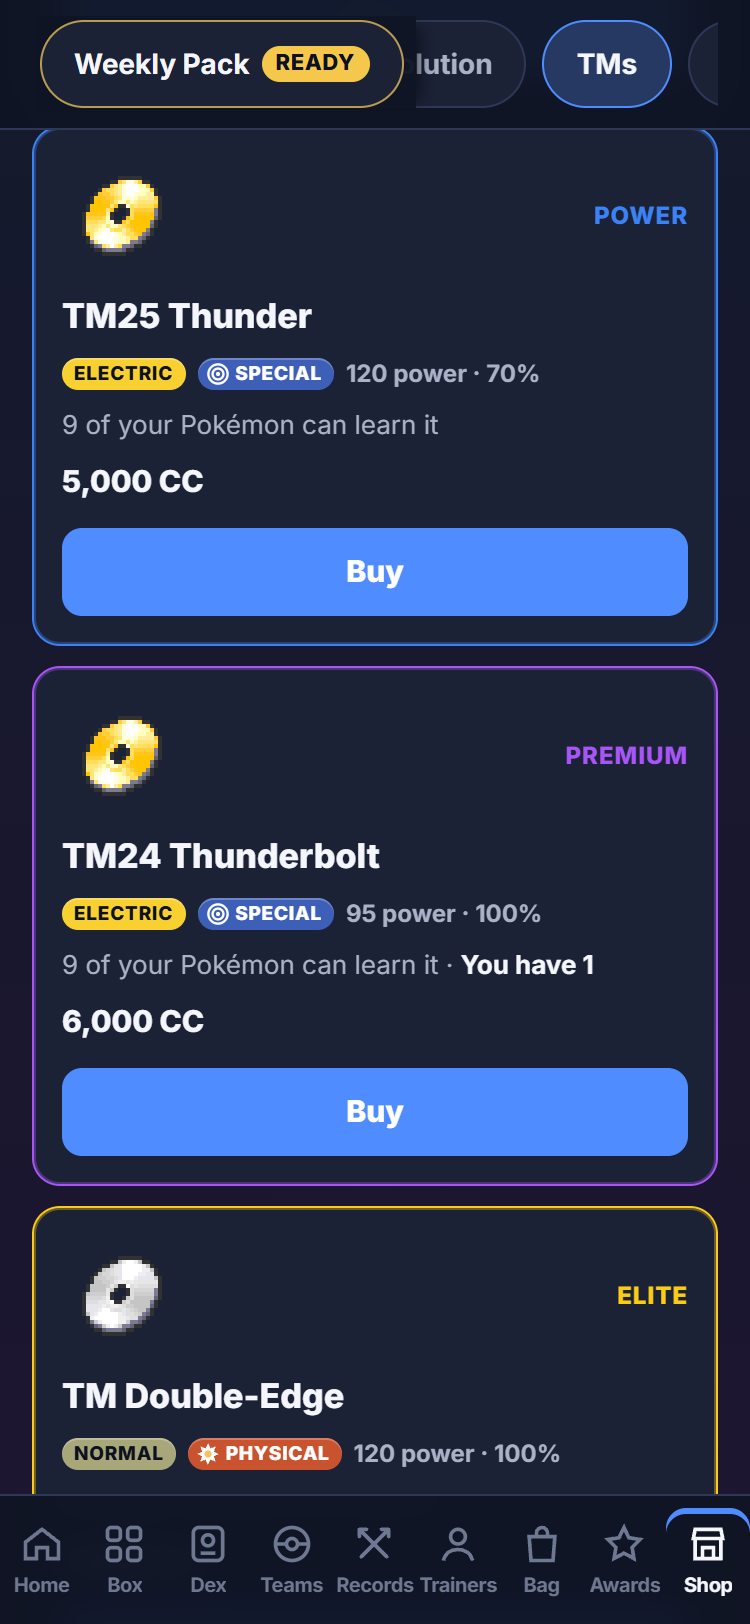 Weekly Pack READY
lution
TMs
POWER
TM25 Thunder
ELECTRIC SPECIAL 120 power · 70%
9 of your Pokémon can learn it
5,000 CC
Buy
PREMIUM
TM24 Thunderbolt
ELECTRIC SPECIAL 95 power · 100%
9 of your Pokémon can learn it · You have 1
6,000 CC
Buy
ELITE
TM Double-Edge
NORMAL PHYSICAL 120 power · 100%
Home Box Dex Teams Records Trainers Bag Awards Shop